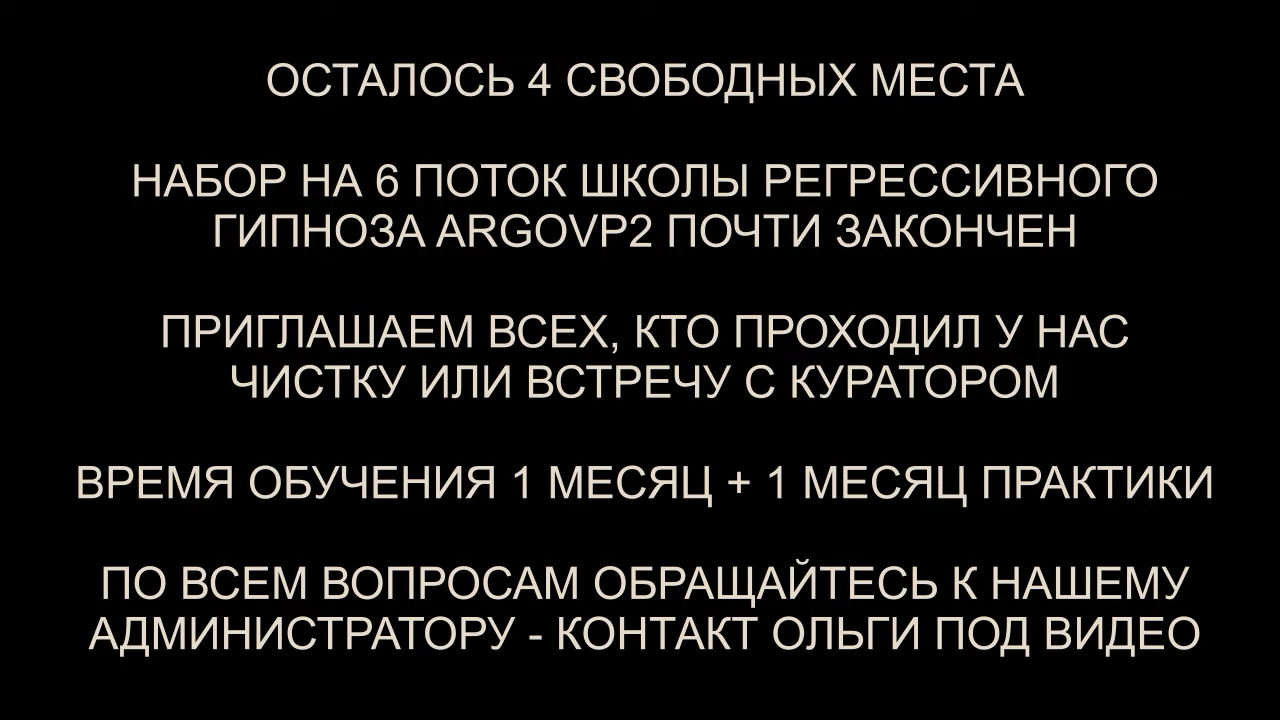 ОСТАЛОСЬ 4 СВОБОДНЫХ МЕСТА
НАБОР НА 6 ПОТОК ШКОЛЫ РЕГРЕССИВНОГО
ГИПНОЗА ARGOVP2 ПОЧТИ ЗАКОНЧЕН
ПРИГЛАШАЕМ ВСЕХ, КТО ПРОХОДИЛ У НАС
ЧИСТКУ ИЛИ ВСТРЕЧУ С КУРАТОРОМ
ВРЕМЯ ОБУЧЕНИЯ 1 МЕСЯЦ + 1 МЕСЯЦ ПРАКТИКИ
ПО ВСЕМ ВОПРОСАМ ОБРАЩАЙТЕСЬ К НАШЕМУ
АДМИНИСТРАТОРУ - КОНТАКТ ОЛЬГИ ПОД ВИДЕО